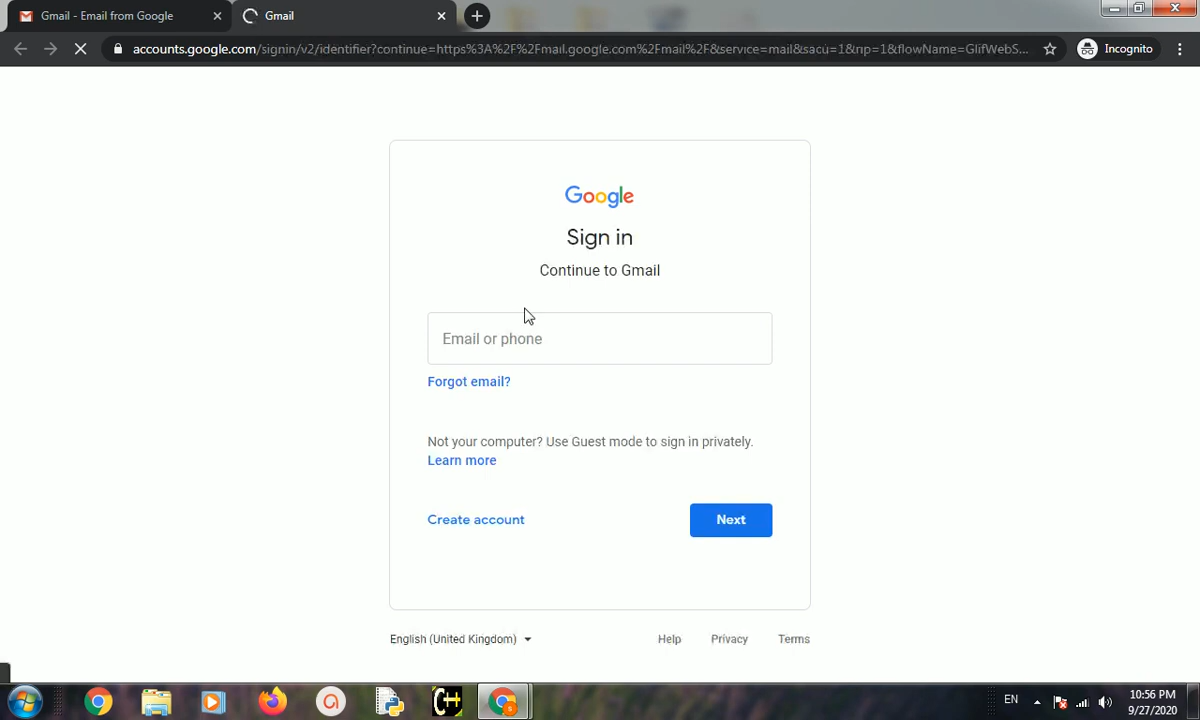 Gmail - Email from Google
Gmail
accounts.google.com/signin/v2/identifier?continue=https%3A%2F%2Fmail.google.com%2Fmail%2F&service=mail&sacu=1&rip=1&flowName=GlifWebS...
Incognito
Google
Sign in
Continue to Gmail
Email or phone
Forgot email?
Not your computer? Use Guest mode to sign in privately.
Learn more
Create account
Next
English (United Kingdom)
Help
Privacy
Terms
EN
10:56 PM
9/27/2020